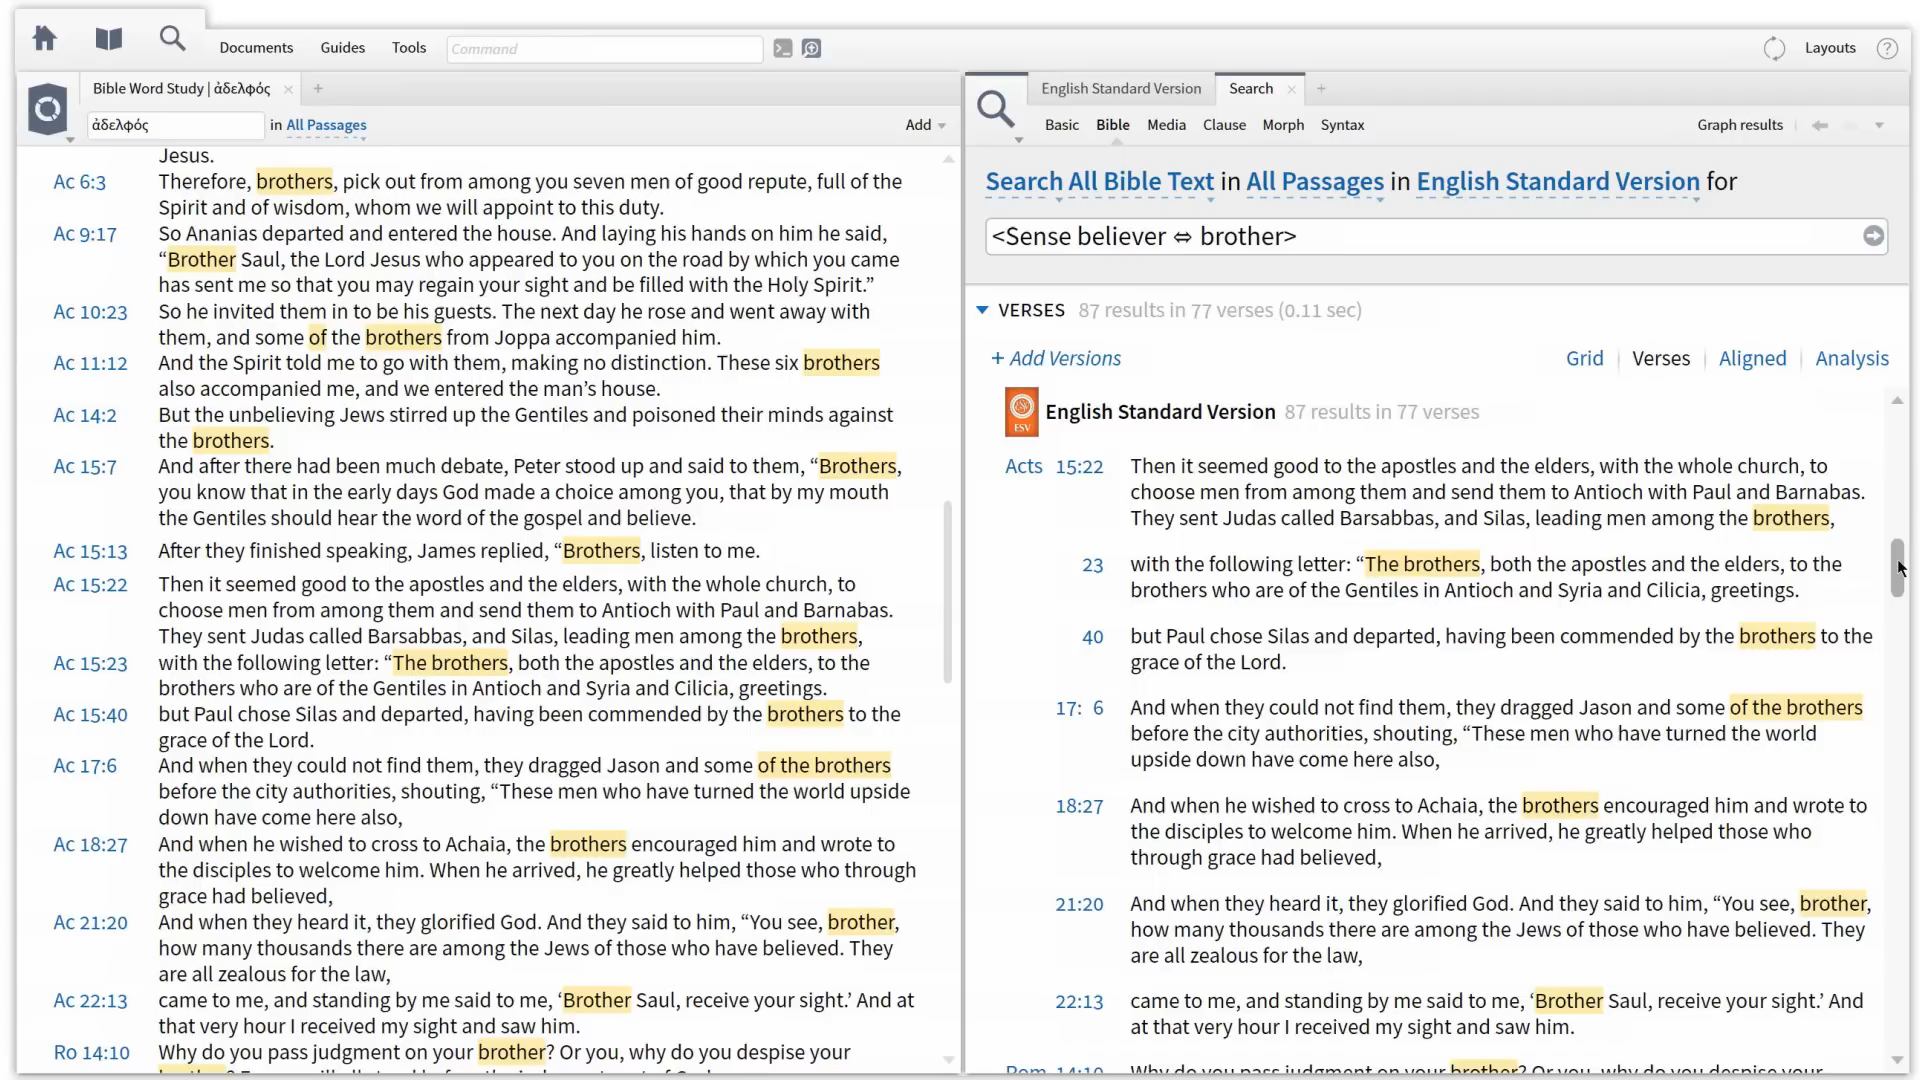 Documents Guides Tools Command Layouts ?
Bible Word Study | ἀδελφός × +
ἀδελφός in All Passages Add
Jesus.
Ac 6:3 Therefore, brothers, pick out from among you seven men of good repute, full of the
Spirit and of wisdom, whom we will appoint to this duty.
Ac 9:17 So Ananias departed and entered the house. And laying his hands on him he said,
“Brother Saul, the Lord Jesus who appeared to you on the road by which you came
has sent me so that you may regain your sight and be filled with the Holy Spirit.”
Ac 10:23 So he invited them in to be his guests. The next day he rose and went away with
them, and some of the brothers from Joppa accompanied him.
Ac 11:12 And the Spirit told me to go with them, making no distinction. These six brothers
also accompanied me, and we entered the man’s house.
Ac 14:2 But the unbelieving Jews stirred up the Gentiles and poisoned their minds against
the brothers.
Ac 15:7 And after there had been much debate, Peter stood up and said to them, “Brothers,
you know that in the early days God made a choice among you, that by my mouth
the Gentiles should hear the word of the gospel and believe.
Ac 15:13 After they finished speaking, James replied, “Brothers, listen to me.
Ac 15:22 Then it seemed good to the apostles and the elders, with the whole church, to
choose men from among them and send them to Antioch with Paul and Barnabas.
They sent Judas called Barsabbas, and Silas, leading men among the brothers,
Ac 15:23 with the following letter: “The brothers, both the apostles and the elders, to the
brothers who are of the Gentiles in Antioch and Syria and Cilicia, greetings.
Ac 15:40 but Paul chose Silas and departed, having been commended by the brothers to the
grace of the Lord.
Ac 17:6 And when they could not find them, they dragged Jason and some of the brothers
before the city authorities, shouting, “These men who have turned the world upside
down have come here also,
Ac 18:27 And when he wished to cross to Achaia, the brothers encouraged him and wrote to
the disciples to welcome him. When he arrived, he greatly helped those who through
grace had believed,
Ac 21:20 And when they heard it, they glorified God. And they said to him, “You see, brother,
how many thousands there are among the Jews of those who have believed. They
are all zealous for the law,
Ac 22:13 came to me, and standing by me said to me, ‘Brother Saul, receive your sight.’ And at
that very hour I received my sight and saw him.
Ro 14:10 Why do you pass judgment on your brother? Or you, why do you despise your
English Standard Version Search × +
Basic Bible Media Clause Morph Syntax Graph results
Search All Bible Text in All Passages in English Standard Version for
<Sense believer ⇔ brother>
VERSES 87 results in 77 verses (0.11 sec)
+ Add Versions Grid Verses Aligned Analysis
ESV English Standard Version 87 results in 77 verses
Acts 15:22 Then it seemed good to the apostles and the elders, with the whole church, to
choose men from among them and send them to Antioch with Paul and Barnabas.
They sent Judas called Barsabbas, and Silas, leading men among the brothers,
23 with the following letter: “The brothers, both the apostles and the elders, to the
brothers who are of the Gentiles in Antioch and Syria and Cilicia, greetings.
40 but Paul chose Silas and departed, having been commended by the brothers to the
grace of the Lord.
17: 6 And when they could not find them, they dragged Jason and some of the brothers
before the city authorities, shouting, “These men who have turned the world
upside down have come here also,
18:27 And when he wished to cross to Achaia, the brothers encouraged him and wrote to
the disciples to welcome him. When he arrived, he greatly helped those who
through grace had believed,
21:20 And when they heard it, they glorified God. And they said to him, “You see, brother,
how many thousands there are among the Jews of those who have believed. They
are all zealous for the law,
22:13 came to me, and standing by me said to me, ‘Brother Saul, receive your sight.’ And
at that very hour I received my sight and saw him.
Rom 14:10 Why do you pass judgment on your brother? Or you, why do you despise your